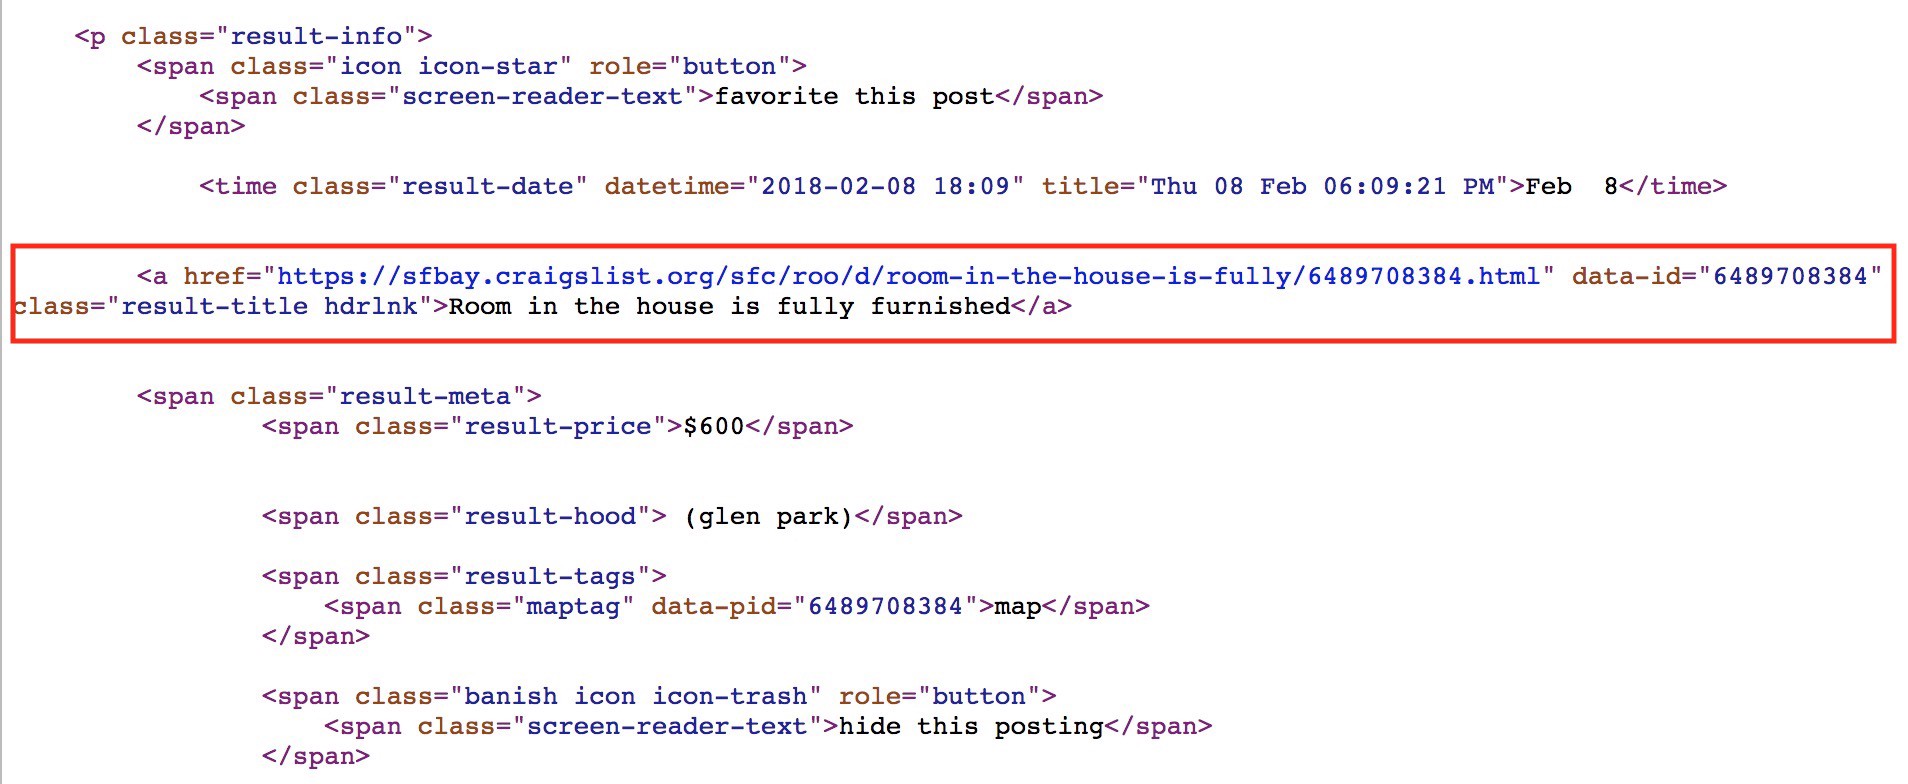 <p class="result-info">
<span class="icon icon-star" role="button">
<span class="screen-reader-text">favorite this post</span>
</span>
<time class="result-date" datetime="2018-02-08 18:09" title="Thu 08 Feb 06:09:21 PM">Feb  8</time>
<a href="https://sfbay.craigslist.org/sfc/roo/d/room-in-the-house-is-fully/6489708384.html" data-id="6489708384"
class="result-title hdrlnk">Room in the house is fully furnished</a>
<span class="result-meta">
<span class="result-price">$600</span>
<span class="result-hood"> (glen park)</span>
<span class="result-tags">
<span class="maptag" data-pid="6489708384">map</span>
</span>
<span class="banish icon icon-trash" role="button">
<span class="screen-reader-text">hide this posting</span>
</span>